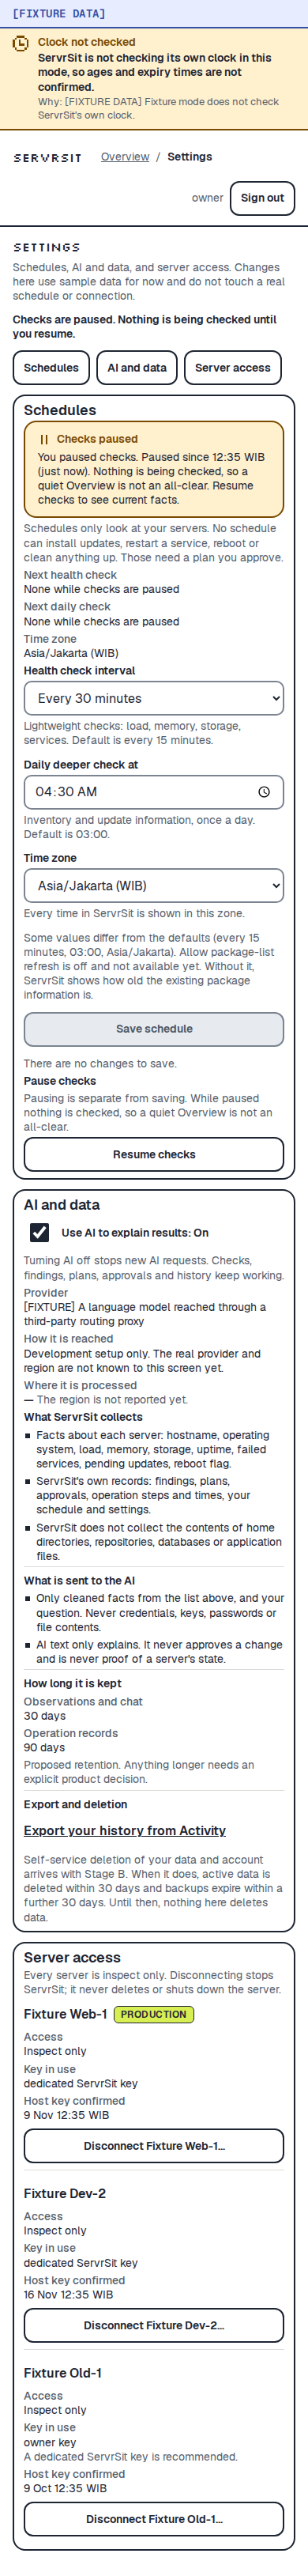 [FIXTURE DATA]
Clock not checked
ServrSit is not checking its own clock in this
mode, so ages and expiry times are not
confirmed.
Why: [FIXTURE DATA] Fixture mode does not check
ServrSit's own clock.
SERVRSIT
Overview / Settings
owner Sign out
SETTINGS
Schedules, AI and data, and server access. Changes
here use sample data for now and do not touch a real
schedule or connection.
Checks are paused. Nothing is being checked until
you resume.
Schedules AI and data Server access
Schedules
Checks paused
You paused checks. Paused since 12:35 WIB
(just now). Nothing is being checked, so a
quiet Overview is not an all-clear. Resume
checks to see current facts.
Schedules only look at your servers. No schedule
can install updates, restart a service, reboot or
clean anything up. Those need a plan you approve.
Next health check
None while checks are paused
Next daily check
None while checks are paused
Time zone
Asia/Jakarta (WIB)
Health check interval
Every 30 minutes
Lightweight checks: load, memory, storage,
services. Default is every 15 minutes.
Daily deeper check at
04:30 AM
Inventory and update information, once a day.
Default is 03:00.
Time zone
Asia/Jakarta (WIB)
Every time in ServrSit is shown in this zone.
Some values differ from the defaults (every 15
minutes, 03:00, Asia/Jakarta). Allow package-list
refresh is off and not available yet. Without it,
ServrSit shows how old the existing package
information is.
Save schedule
There are no changes to save.
Pause checks
Pausing is separate from saving. While paused
nothing is checked, so a quiet Overview is not an
all-clear.
Resume checks
AI and data
Use AI to explain results: On
Turning AI off stops new AI requests. Checks,
findings, plans, approvals and history keep working.
Provider
[FIXTURE] A language model reached through a
third-party routing proxy
How it is reached
Development setup only. The real provider and
region are not known to this screen yet.
Where it is processed
— The region is not reported yet.
What ServrSit collects
Facts about each server: hostname, operating
system, load, memory, storage, uptime, failed
services, pending updates, reboot flag.
ServrSit's own records: findings, plans,
approvals, operation steps and times, your
schedule and settings.
ServrSit does not collect the contents of home
directories, repositories, databases or application
files.
What is sent to the AI
Only cleaned facts from the list above, and your
question. Never credentials, keys, passwords or
file contents.
AI text only explains. It never approves a change
and is never proof of a server's state.
How long it is kept
Observations and chat
30 days
Operation records
90 days
Proposed retention. Anything longer needs an
explicit product decision.
Export and deletion
Export your history from Activity
Self-service deletion of your data and account
arrives with Stage B. When it does, active data is
deleted within 30 days and backups expire within a
further 30 days. Until then, nothing here deletes
data.
Server access
Every server is inspect only. Disconnecting stops
ServrSit; it never deletes or shuts down the server.
Fixture Web-1 PRODUCTION
Access
Inspect only
Key in use
dedicated ServrSit key
Host key confirmed
9 Nov 12:35 WIB
Disconnect Fixture Web-1...
Fixture Dev-2
Access
Inspect only
Key in use
dedicated ServrSit key
Host key confirmed
16 Nov 12:35 WIB
Disconnect Fixture Dev-2...
Fixture Old-1
Access
Inspect only
Key in use
owner key
A dedicated ServrSit key is recommended.
Host key confirmed
9 Oct 12:35 WIB
Disconnect Fixture Old-1...